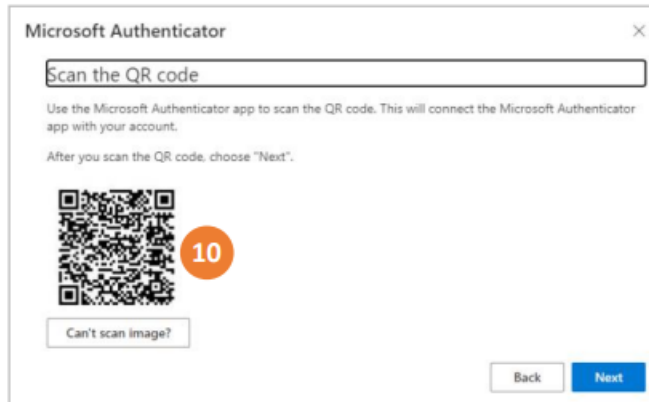 Microsoft Authenticator
Scan the QR code
Use the Microsoft Authenticator app to scan the QR code. This will connect the Microsoft Authenticator
app with your account.
After you scan the QR code, choose "Next".
10
Can't scan image?
Back Next